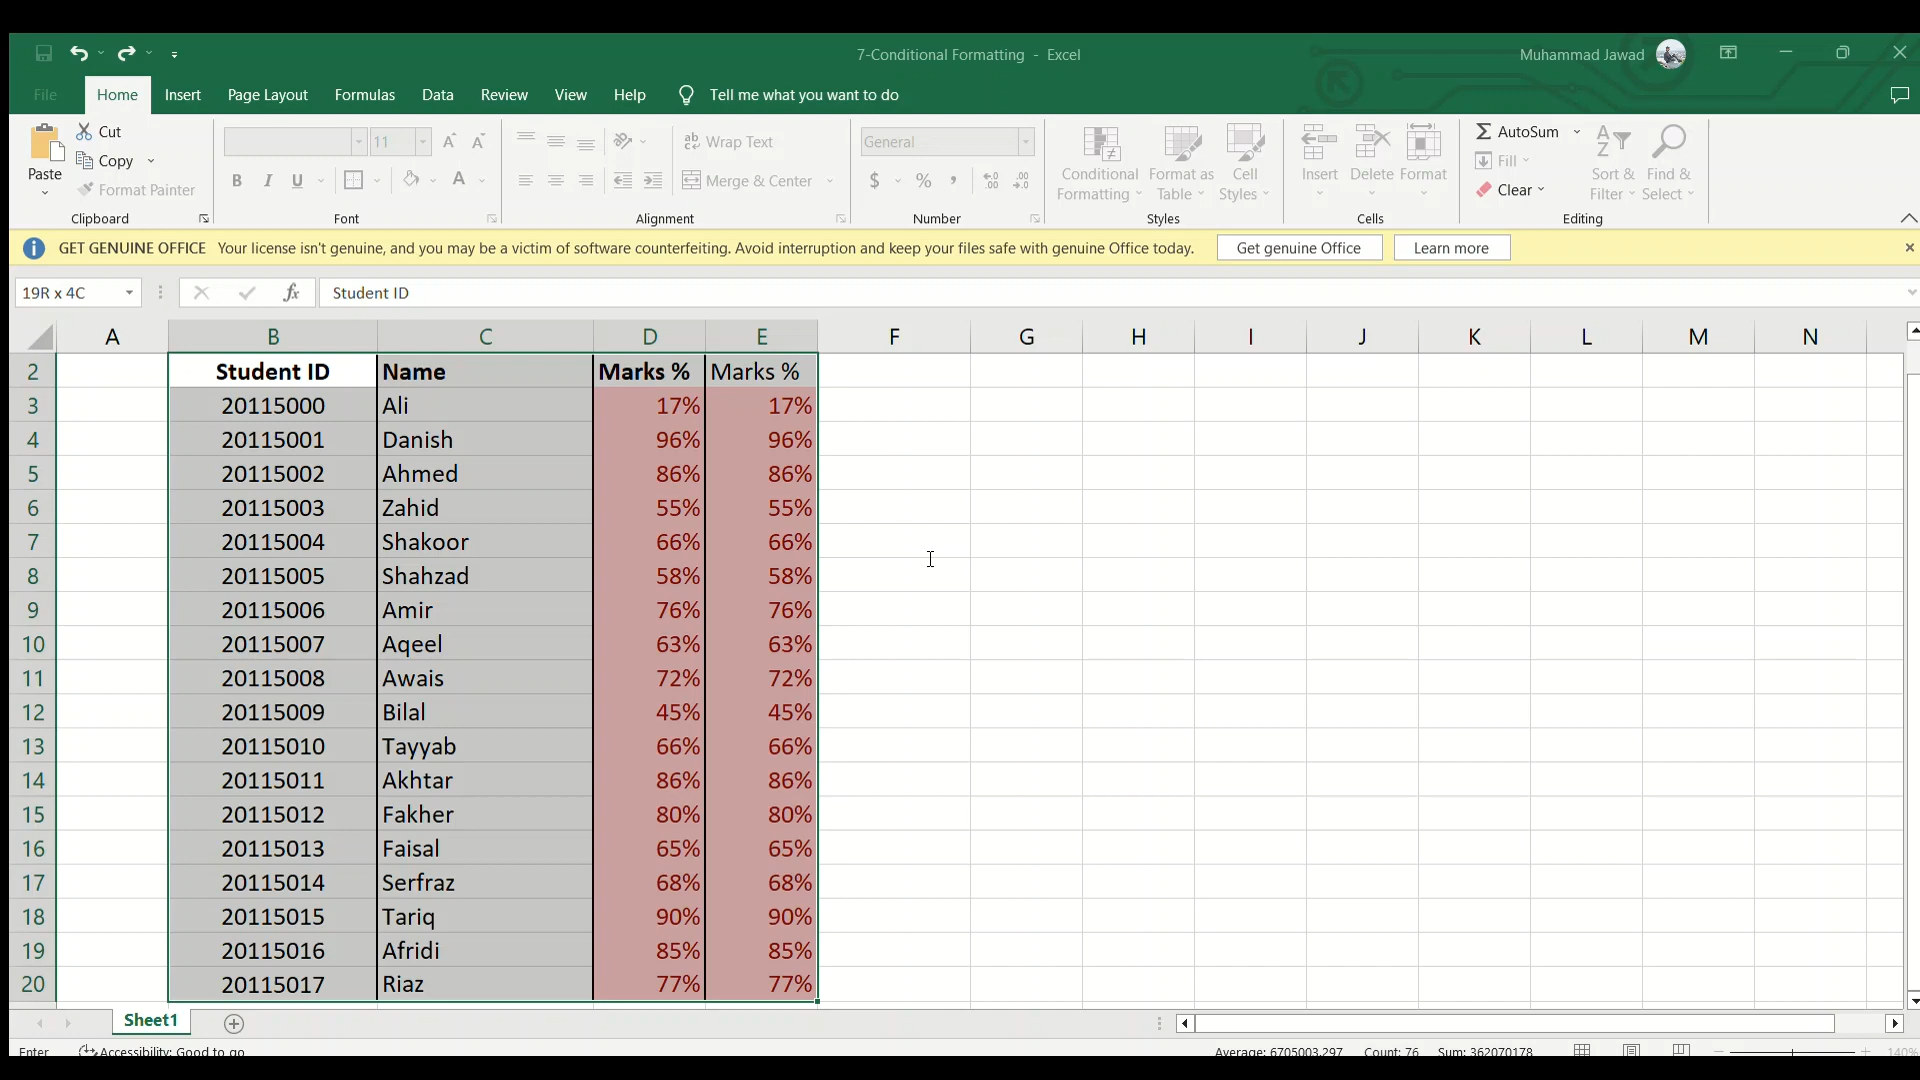 7-Conditional Formatting - Excel
Muhammad Jawad
File Home Insert Page Layout Formulas Data Review View Help Tell me what you want to do
Paste
Cut
Copy
Format Painter
Clipboard
11
B I U
Font
Wrap Text
Merge & Center
Alignment
General
$ % ,
Number
Conditional Formatting
Format as Table
Cell Styles
Styles
Insert
Delete
Format
Cells
AutoSum
Fill
Clear
Sort & Filter
Find & Select
Editing
GET GENUINE OFFICE Your license isn't genuine, and you may be a victim of software counterfeiting. Avoid interruption and keep your files safe with genuine Office today. Get genuine Office Learn more
19R x 4C fx Student ID
A B C D E F G H I J K L M N
2 Student ID Name Marks % Marks %
3 20115000 Ali 17% 17%
4 20115001 Danish 96% 96%
5 20115002 Ahmed 86% 86%
6 20115003 Zahid 55% 55%
7 20115004 Shakoor 66% 66%
8 20115005 Shahzad 58% 58%
9 20115006 Amir 76% 76%
10 20115007 Aqeel 63% 63%
11 20115008 Awais 72% 72%
12 20115009 Bilal 45% 45%
13 20115010 Tayyab 66% 66%
14 20115011 Akhtar 86% 86%
15 20115012 Fakher 80% 80%
16 20115013 Faisal 65% 65%
17 20115014 Serfraz 68% 68%
18 20115015 Tariq 90% 90%
19 20115016 Afridi 85% 85%
20 20115017 Riaz 77% 77%
Sheet1
Enter Accessibility: Good to go Average: 6705003.297 Count: 76 Sum: 362070178 140%